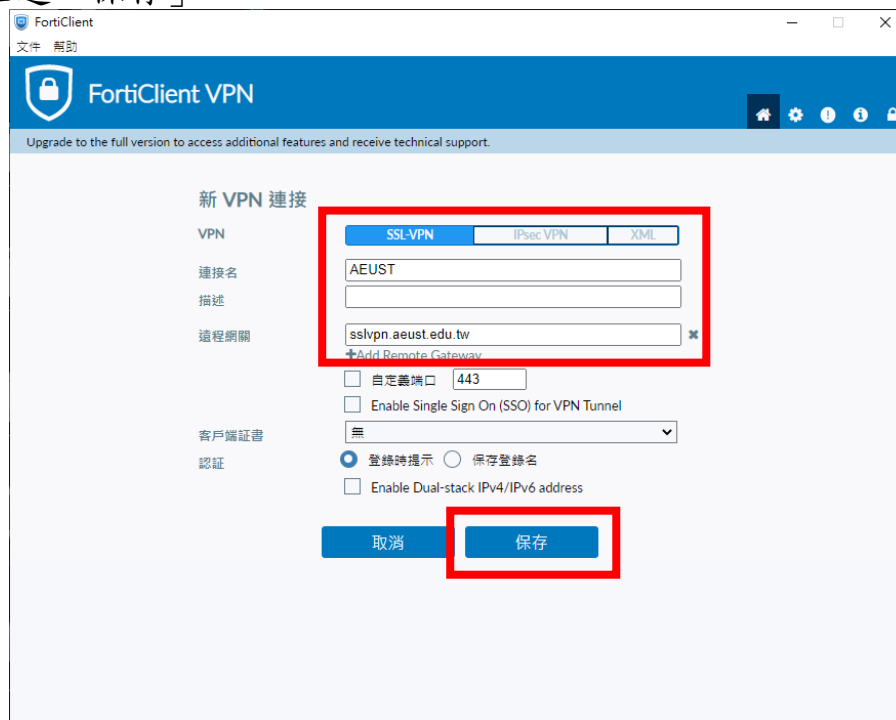 保存」
FortiClient
文件 幫助
FortiClient VPN
Upgrade to the full version to access additional features and receive technical support.
新 VPN 連接
VPN SSL-VPN IPsec VPN XML
連接名 AEUST
描述
遠程網關 sslvpn.aeust.edu.tw
+Add Remote Gateway
自定義端口 443
Enable Single Sign On (SSO) for VPN Tunnel
客戶端証書 無
認証 登錄時提示 保存登錄名
Enable Dual-stack IPv4/IPv6 address
取消 保存